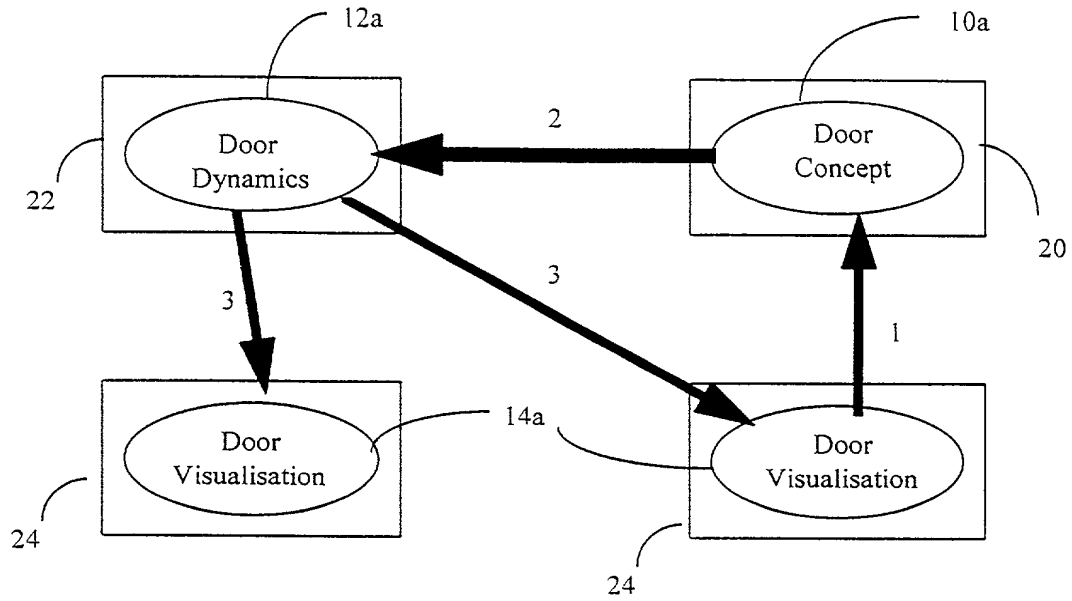 12a
10a
Door
Dynamics
2
Door
Concept
22
20
3
3
1
Door
Visualisation
14a
Door
Visualisation
24
24